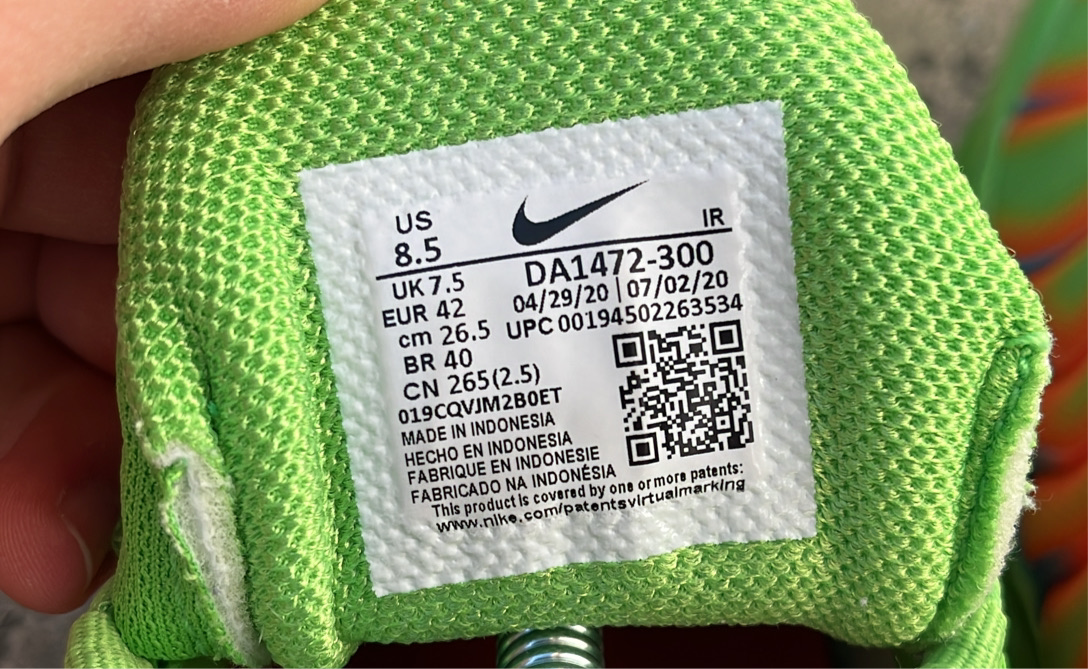 US
8.5
IR
UK 7.5
EUR 42
cm 26.5
BR 40
CN 265(2.5)
DA1472-300
04/29/20 | 07/02/20
UPC 00194502263534
019CQVJM2B0ET
MADE IN INDONESIA
HECHO EN INDONESIA
FABRIQUE EN INDONESIE
FABRICADO NA INDONÉSIA
This product is covered by one or more patents:
www.nike.com/patentsvirtualmarking